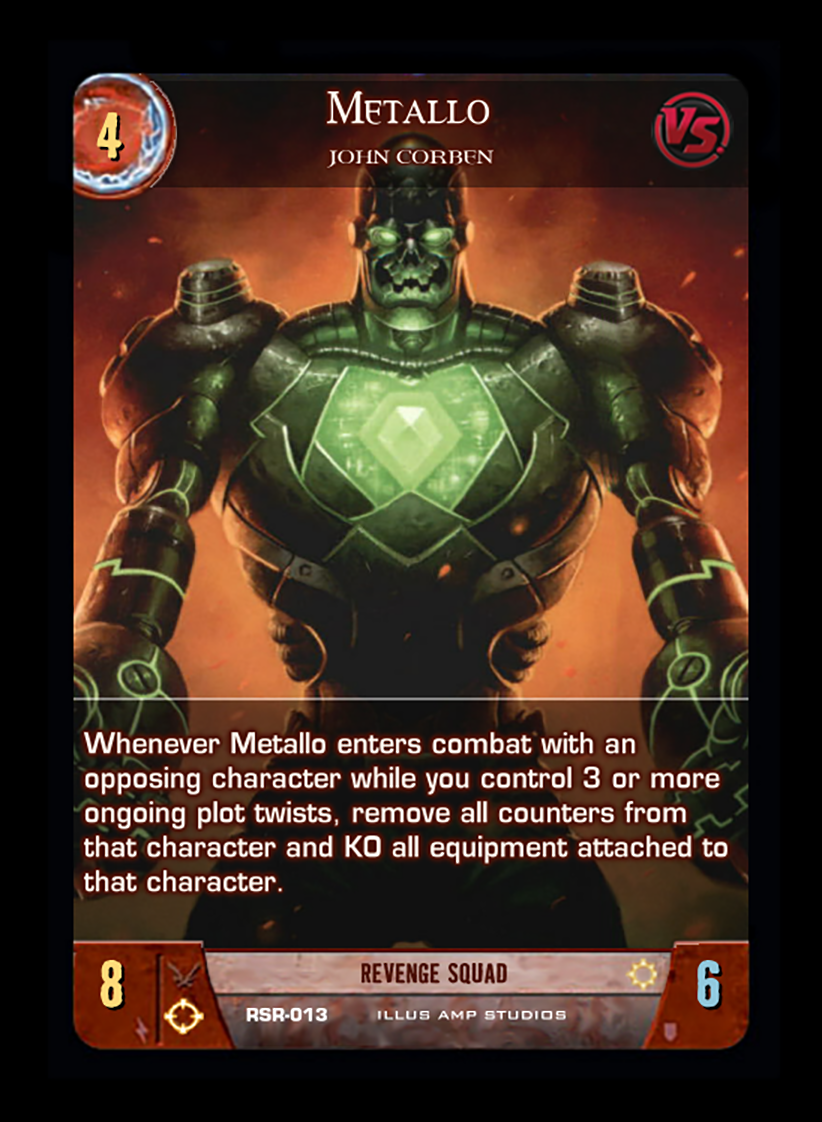 4
Metallo
VS.
JOHN CORBEN
Whenever Metallo enters combat with an
opposing character while you control 3 or more
ongoing plot twists, remove all counters from
that character and KO all equipment attached to
that character.
8
REVENGE SQUAD
6
RSR-013 ILLUS AMP STUDIOS